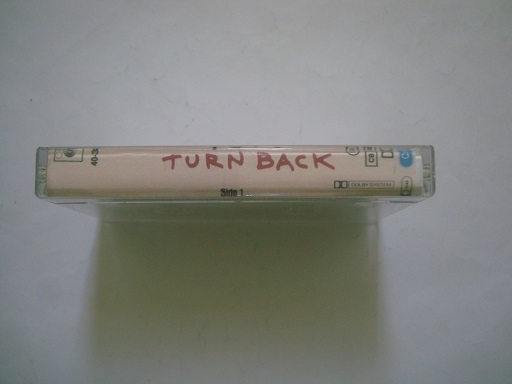 TURN BACK
DOLBY SYSTEM
Side 1